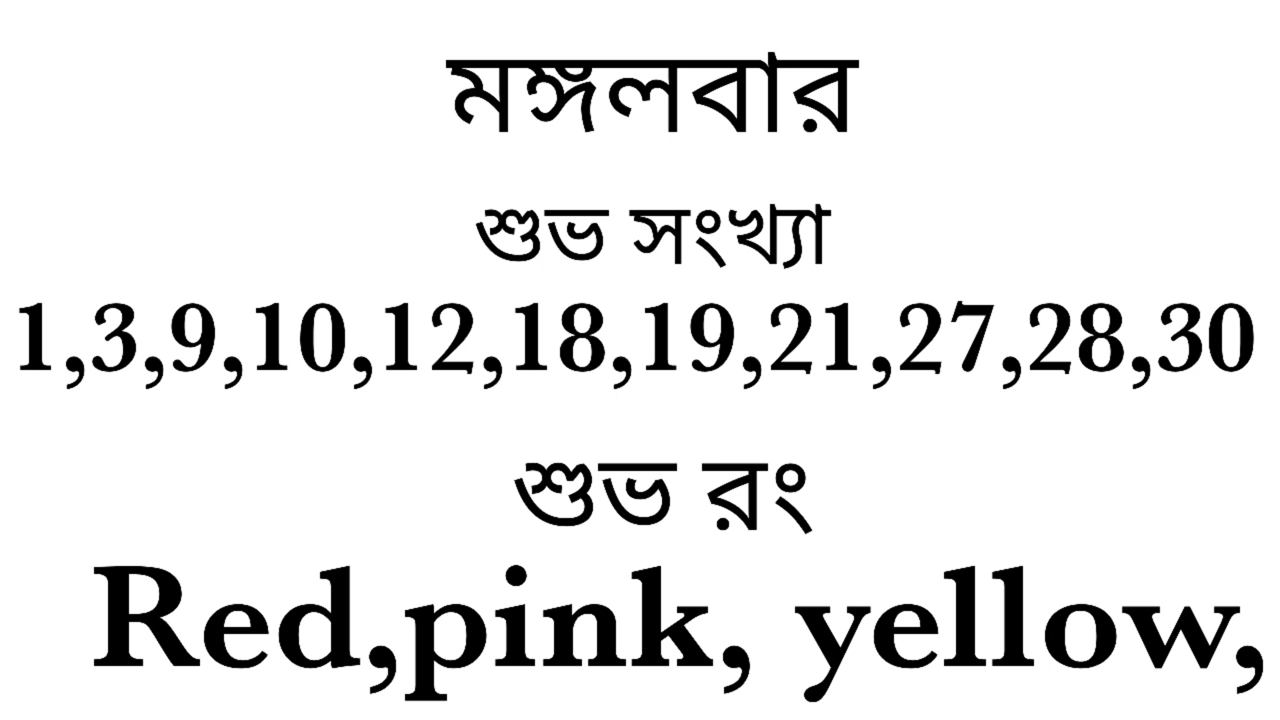 মঙ্গলবার
শুভ সংখ্যা
1,3,9,10,12,18,19,21,27,28,30
শুভ রং
Red,pink, yellow,